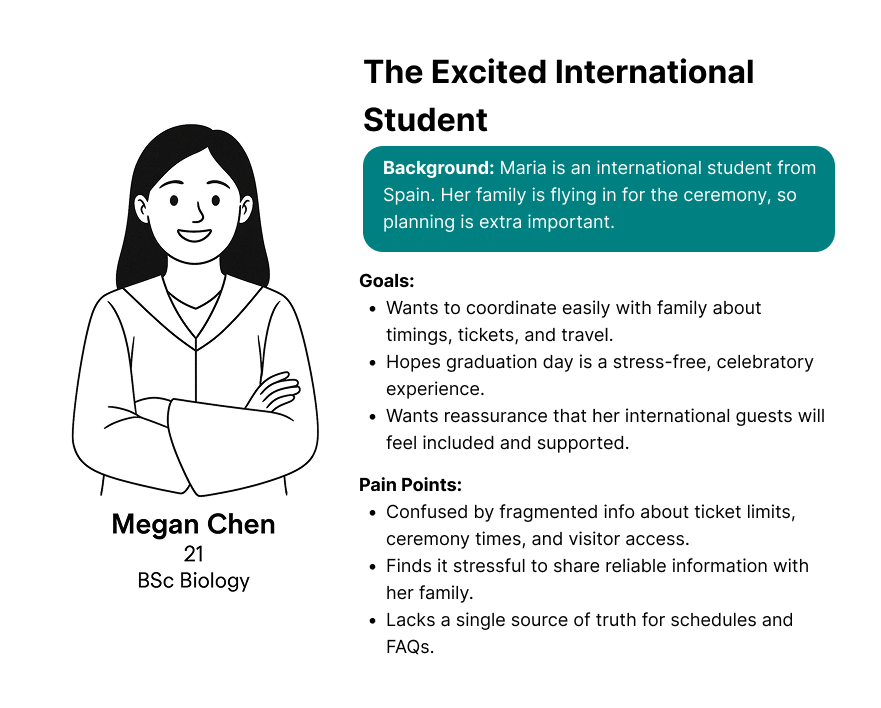 The Excited International
Student
Background: Maria is an international student from
Spain. Her family is flying in for the ceremony, so
planning is extra important.
Goals:
• Wants to coordinate easily with family about
timings, tickets, and travel.
• Hopes graduation day is a stress-free, celebratory
experience.
• Wants reassurance that her international guests will
feel included and supported.
Pain Points:
• Confused by fragmented info about ticket limits,
ceremony times, and visitor access.
• Finds it stressful to share reliable information with
her family.
• Lacks a single source of truth for schedules and
FAQs.
Megan Chen
21
BSc Biology